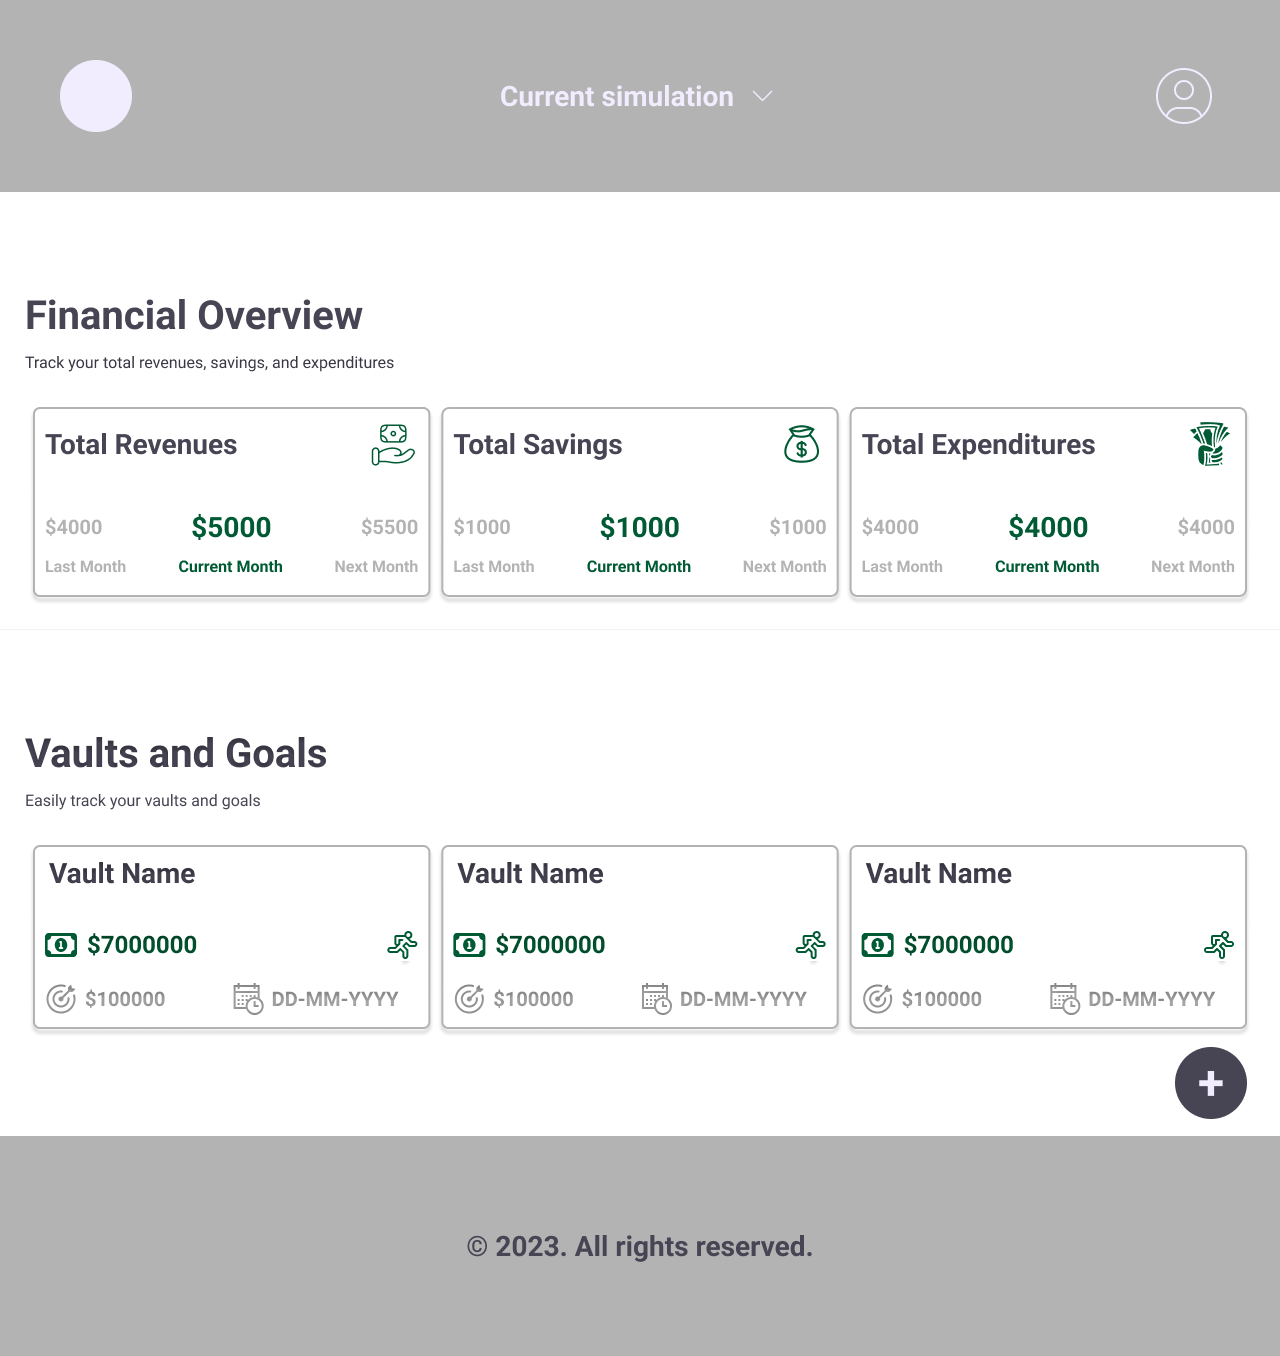 Current simulation
Financial Overview
Track your total revenues, savings, and expenditures
Total Revenues
$4000 $5000 $5500
Last Month Current Month Next Month
Total Savings
$1000 $1000 $1000
Last Month Current Month Next Month
Total Expenditures
$4000 $4000 $4000
Last Month Current Month Next Month
Vaults and Goals
Easily track your vaults and goals
Vault Name
$7000000
$100000 DD-MM-YYYY
Vault Name
$7000000
$100000 DD-MM-YYYY
Vault Name
$7000000
$100000 DD-MM-YYYY
+
© 2023. All rights reserved.